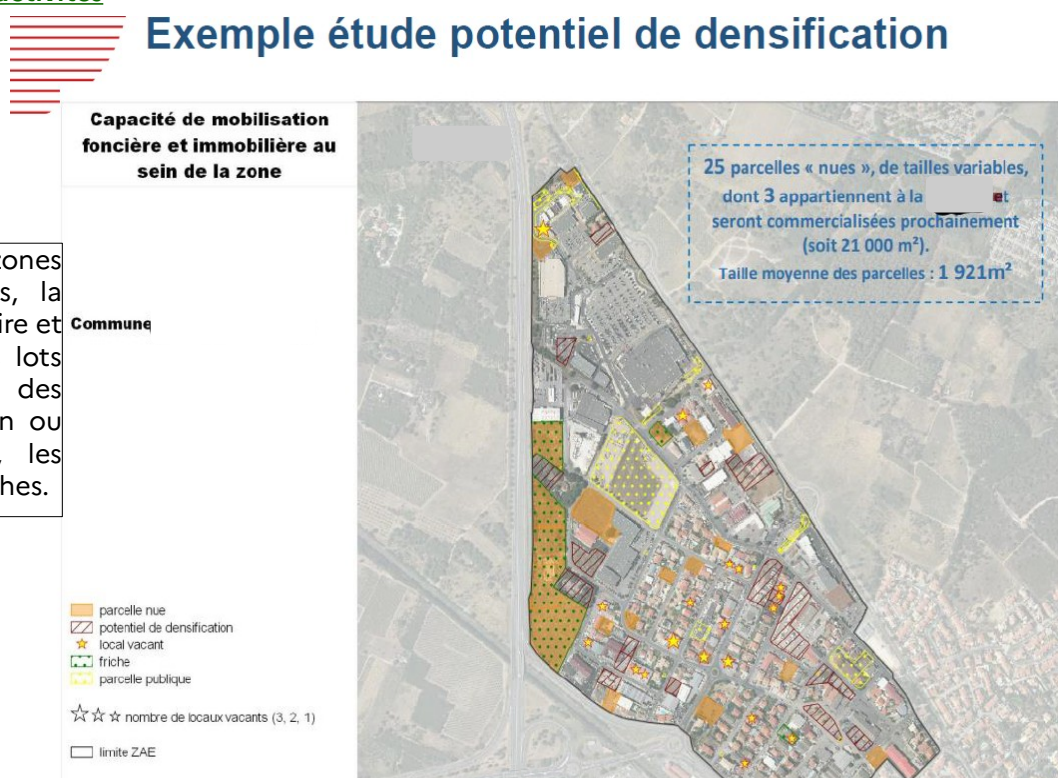 activités
Exemple étude potentiel de densification
Capacité de mobilisation
foncière et immobilière au
sein de la zone
25 parcelles « nues », de tailles variables,
dont 3 appartiennent à la et
seront commercialisées prochainement
(soit 21 000 m²).
Taille moyenne des parcelles : 1 921m²
zones
s, la
ire et
lots
des
n ou
, les
hes.
Commune
parcelle nue
potentiel de densification
local vacant
friche
parcelle publique
nombre de locaux vacants (3, 2, 1)
limite ZAE